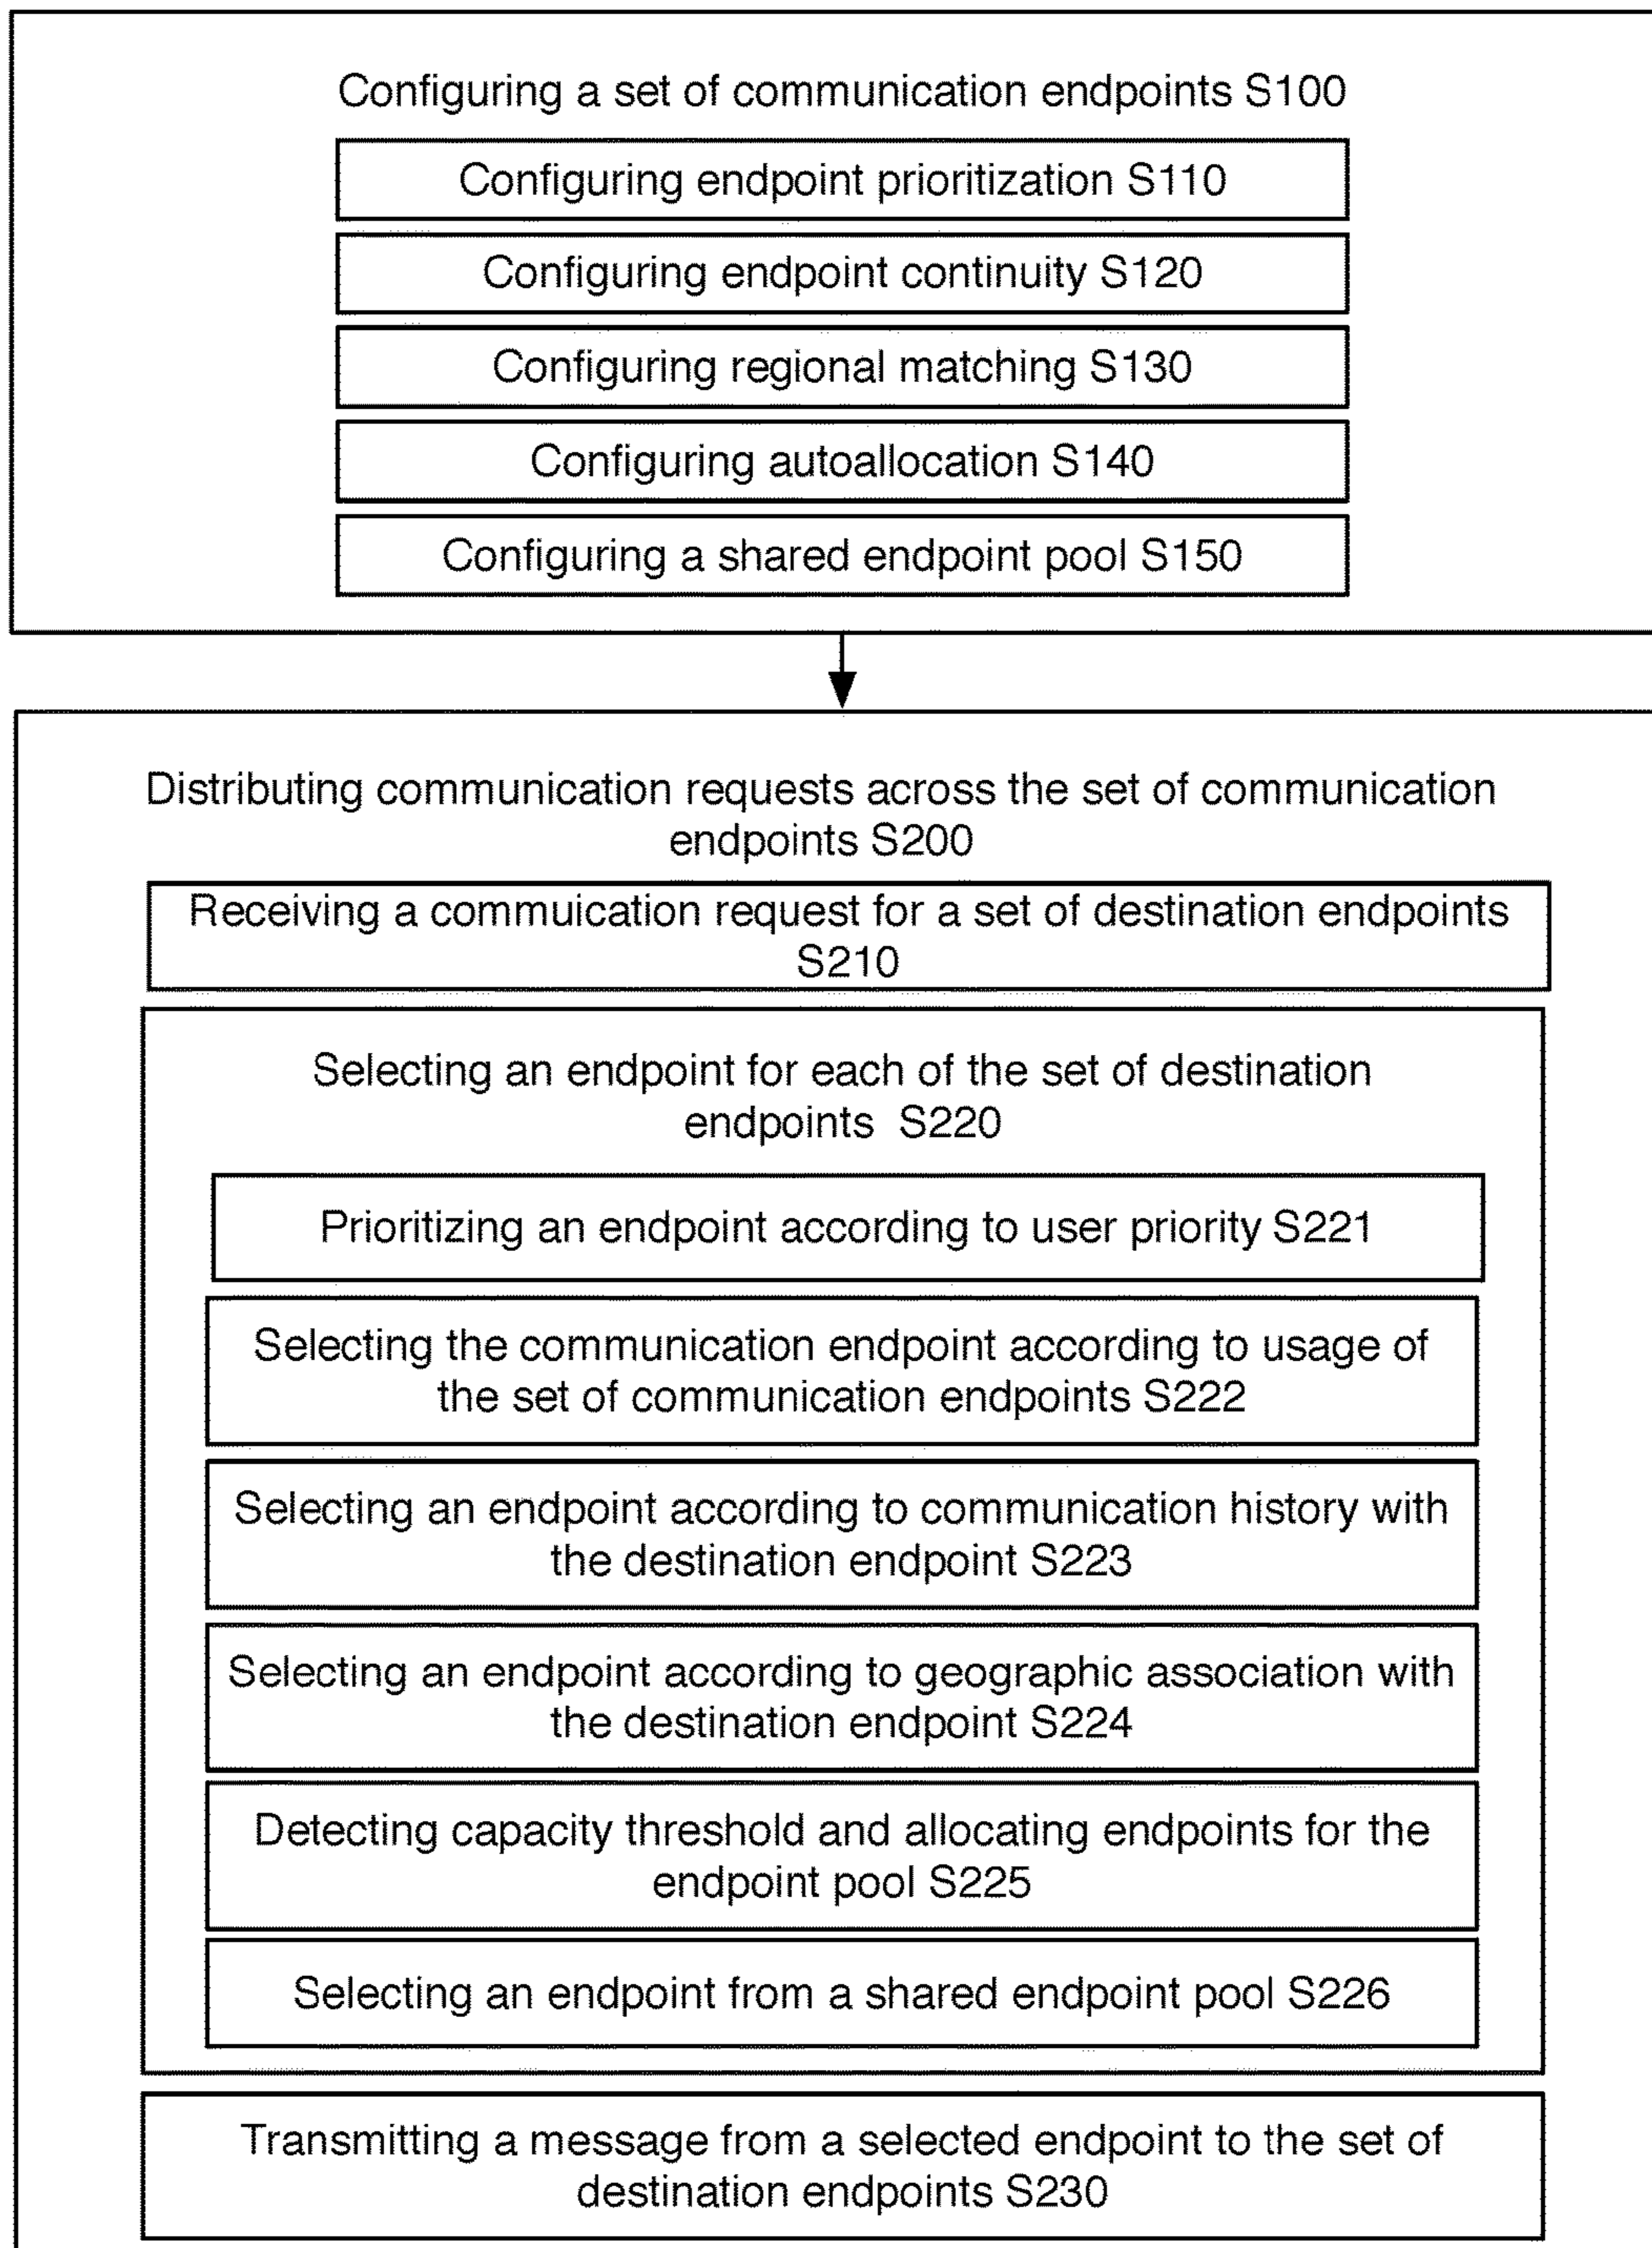 Configuring a set of communication endpoints S100
Configuring endpoint prioritization S110
Configuring endpoint continuity S120
Configuring regional matching S130
Configuring autoallocation S140
Configuring a shared endpoint pool S150
Distributing communication requests across the set of communication
endpoints S200
Receiving a commuication request for a set of destination endpoints
S210
Selecting an endpoint for each of the set of destination
endpoints S220
Prioritizing an endpoint according to user priority S221
Selecting the communication endpoint according to usage of
the set of communication endpoints S222
Selecting an endpoint according to communication history with
the destination endpoint S223
Selecting an endpoint according to geographic association with
the destination endpoint S224
Detecting capacity threshold and allocating endpoints for the
endpoint pool S225
Selecting an endpoint from a shared endpoint pool S226
Transmitting a message from a selected endpoint to the set of
destination endpoints S230